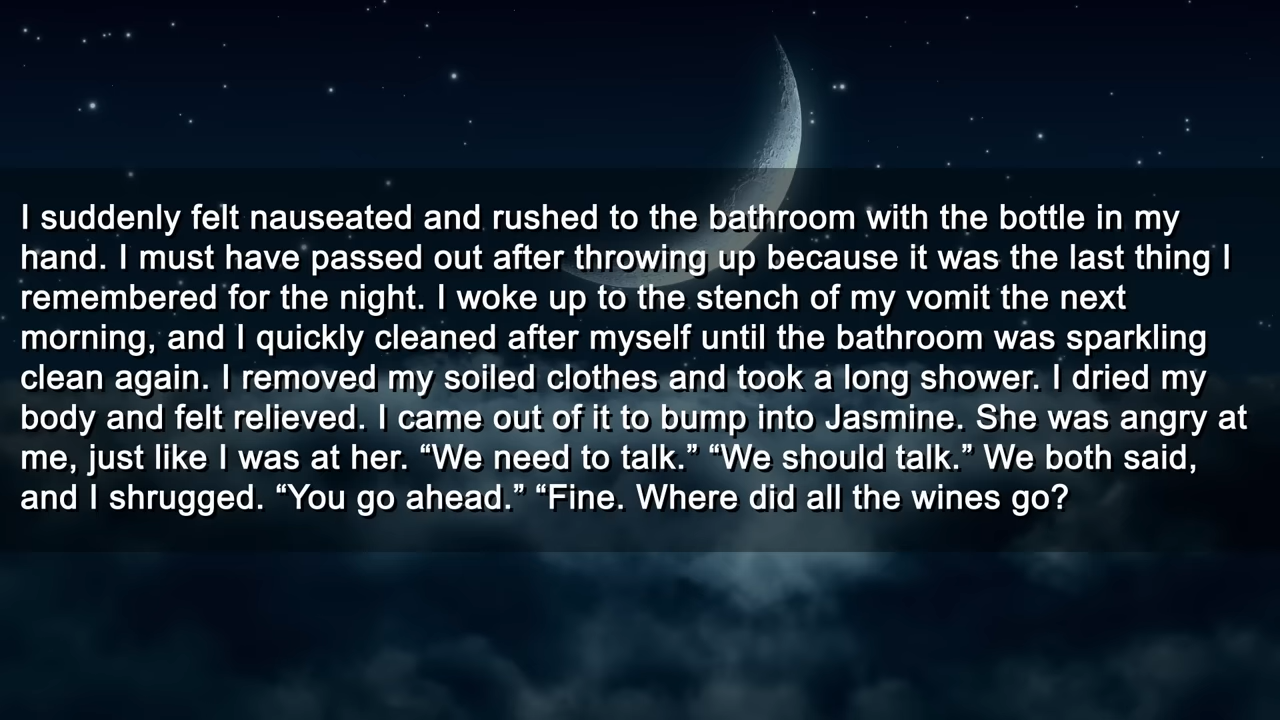 I suddenly felt nauseated and rushed to the bathroom with the bottle in my
hand. I must have passed out after throwing up because it was the last thing I
remembered for the night. I woke up to the stench of my vomit the next
morning, and I quickly cleaned after myself until the bathroom was sparkling
clean again. I removed my soiled clothes and took a long shower. I dried my
body and felt relieved. I came out of it to bump into Jasmine. She was angry at
me, just like I was at her. “We need to talk.” “We should talk.” We both said,
and I shrugged. “You go ahead.” “Fine. Where did all the wines go?